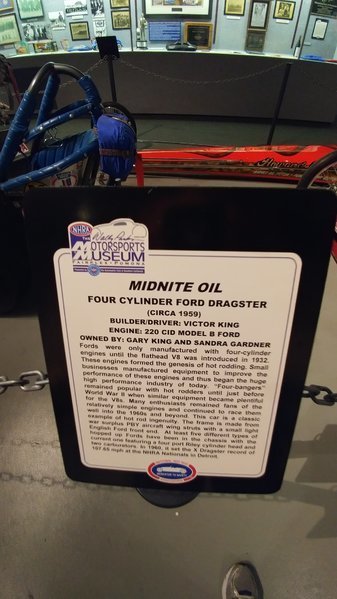 NHRA
THE
Wally Parks
MOTORSPORTS
MUSEUM
FAIRPLEX • POMONA
MIDNITE OIL
FOUR CYLINDER FORD DRAGSTER
(CIRCA 1959)
BUILDER/DRIVER: VICTOR KING
ENGINE: 220 CID MODEL B FORD
OWNED BY: GARY KING AND SANDRA GARDNER
Fords were only manufactured with four-cylinder
engines until the flathead V8 was introduced in 1932.
These engines formed the genesis of hot rodding. Small
businesses manufactured equipment to improve the
performance of these engines and thus began the huge
high performance industry of today. "Four-bangers"
remained popular with hot rodders until just before
World War II when similar equipment became plentiful
for the V8s. Many enthusiasts remained fans of the
relatively simple engines and continued to race them
well into the 1960s and beyond. This car is a classic
example of hot rod ingenuity. The frame is made from
war surplus PBY aircraft wing struts with a small light
English Ford front end. At least five different types of
hopped up Fords have been in the chassis with the
current one featuring a four port Riley cylinder head and
two carburetors. In 1960, it set the X Dragster record of
107.65 mph at the NHRA Nationals in Detroit.